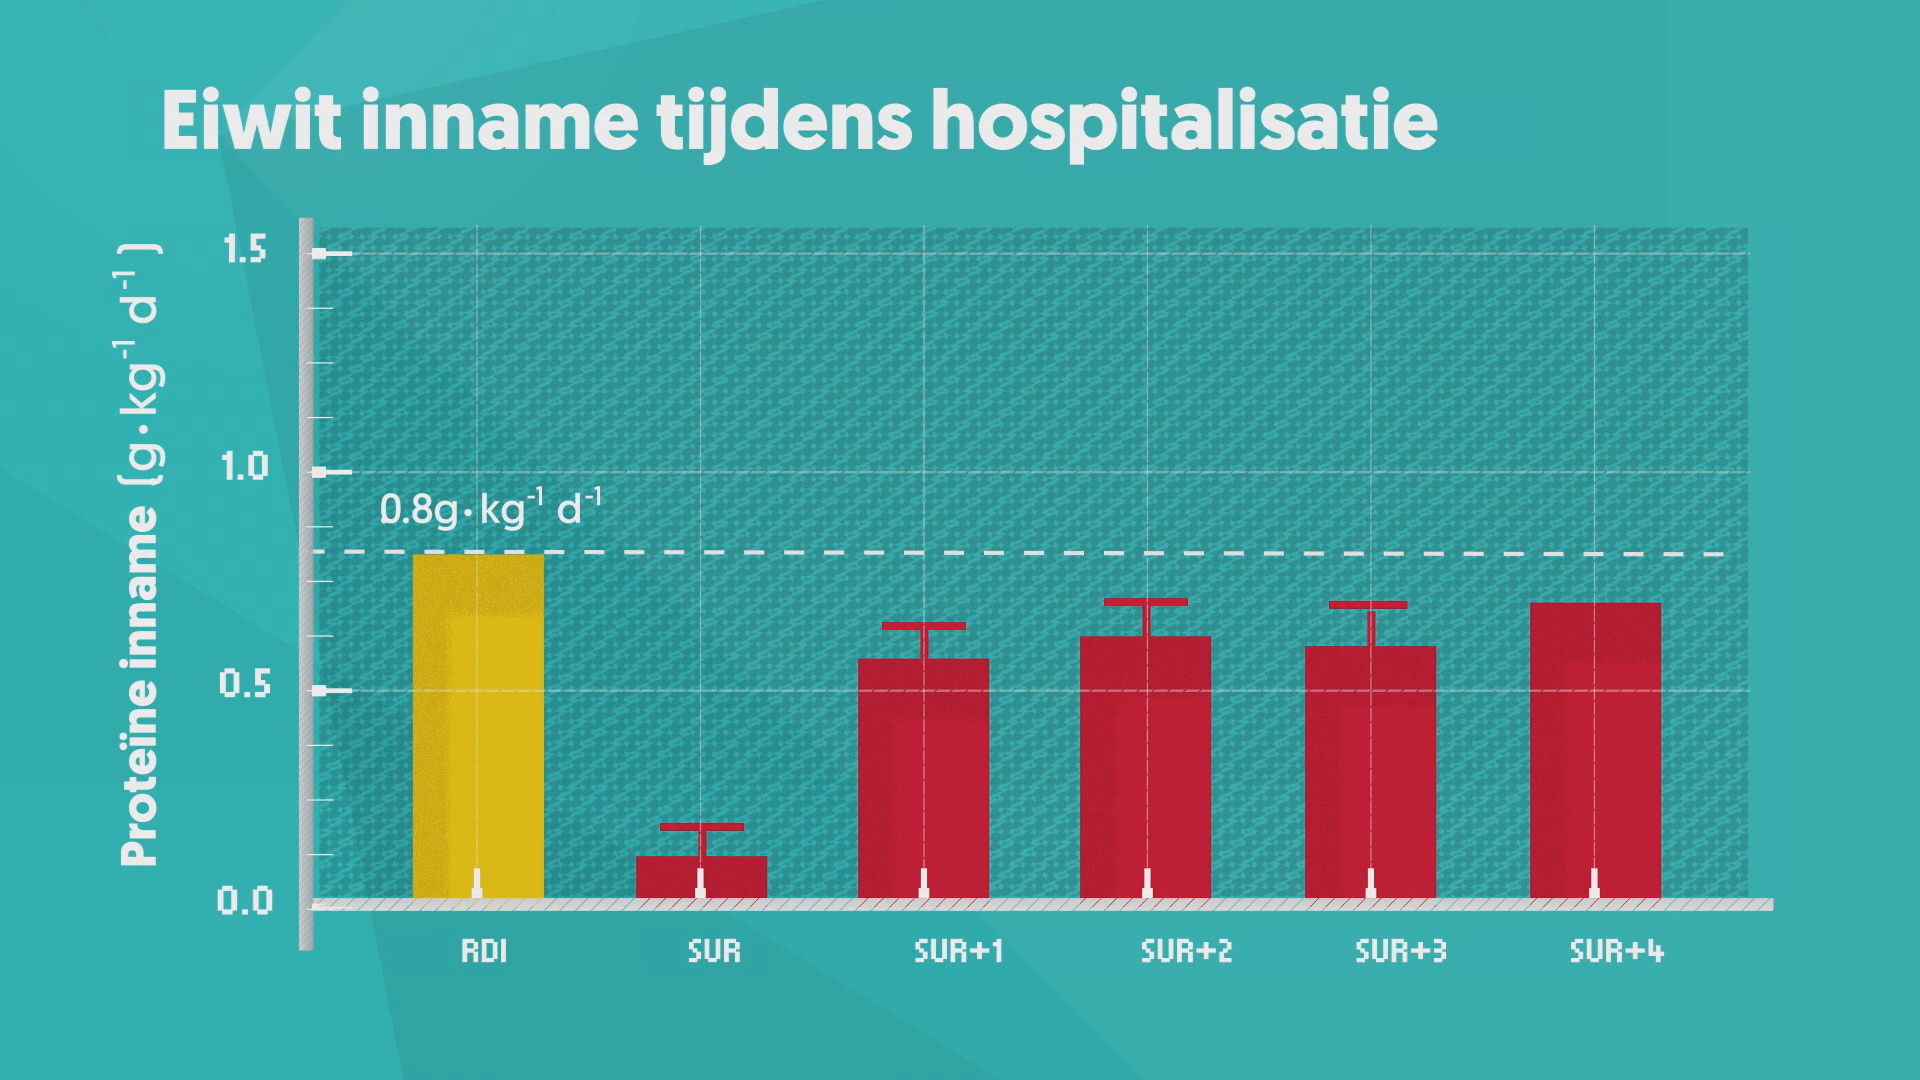 Eiwit inname tijdens hospitalisatie
Proteïne inname (g·kg⁻¹ d⁻¹)
1.5
1.0
0.5
0.0
0.8g·kg⁻¹ d⁻¹
RDI SUR SUR+1 SUR+2 SUR+3 SUR+4